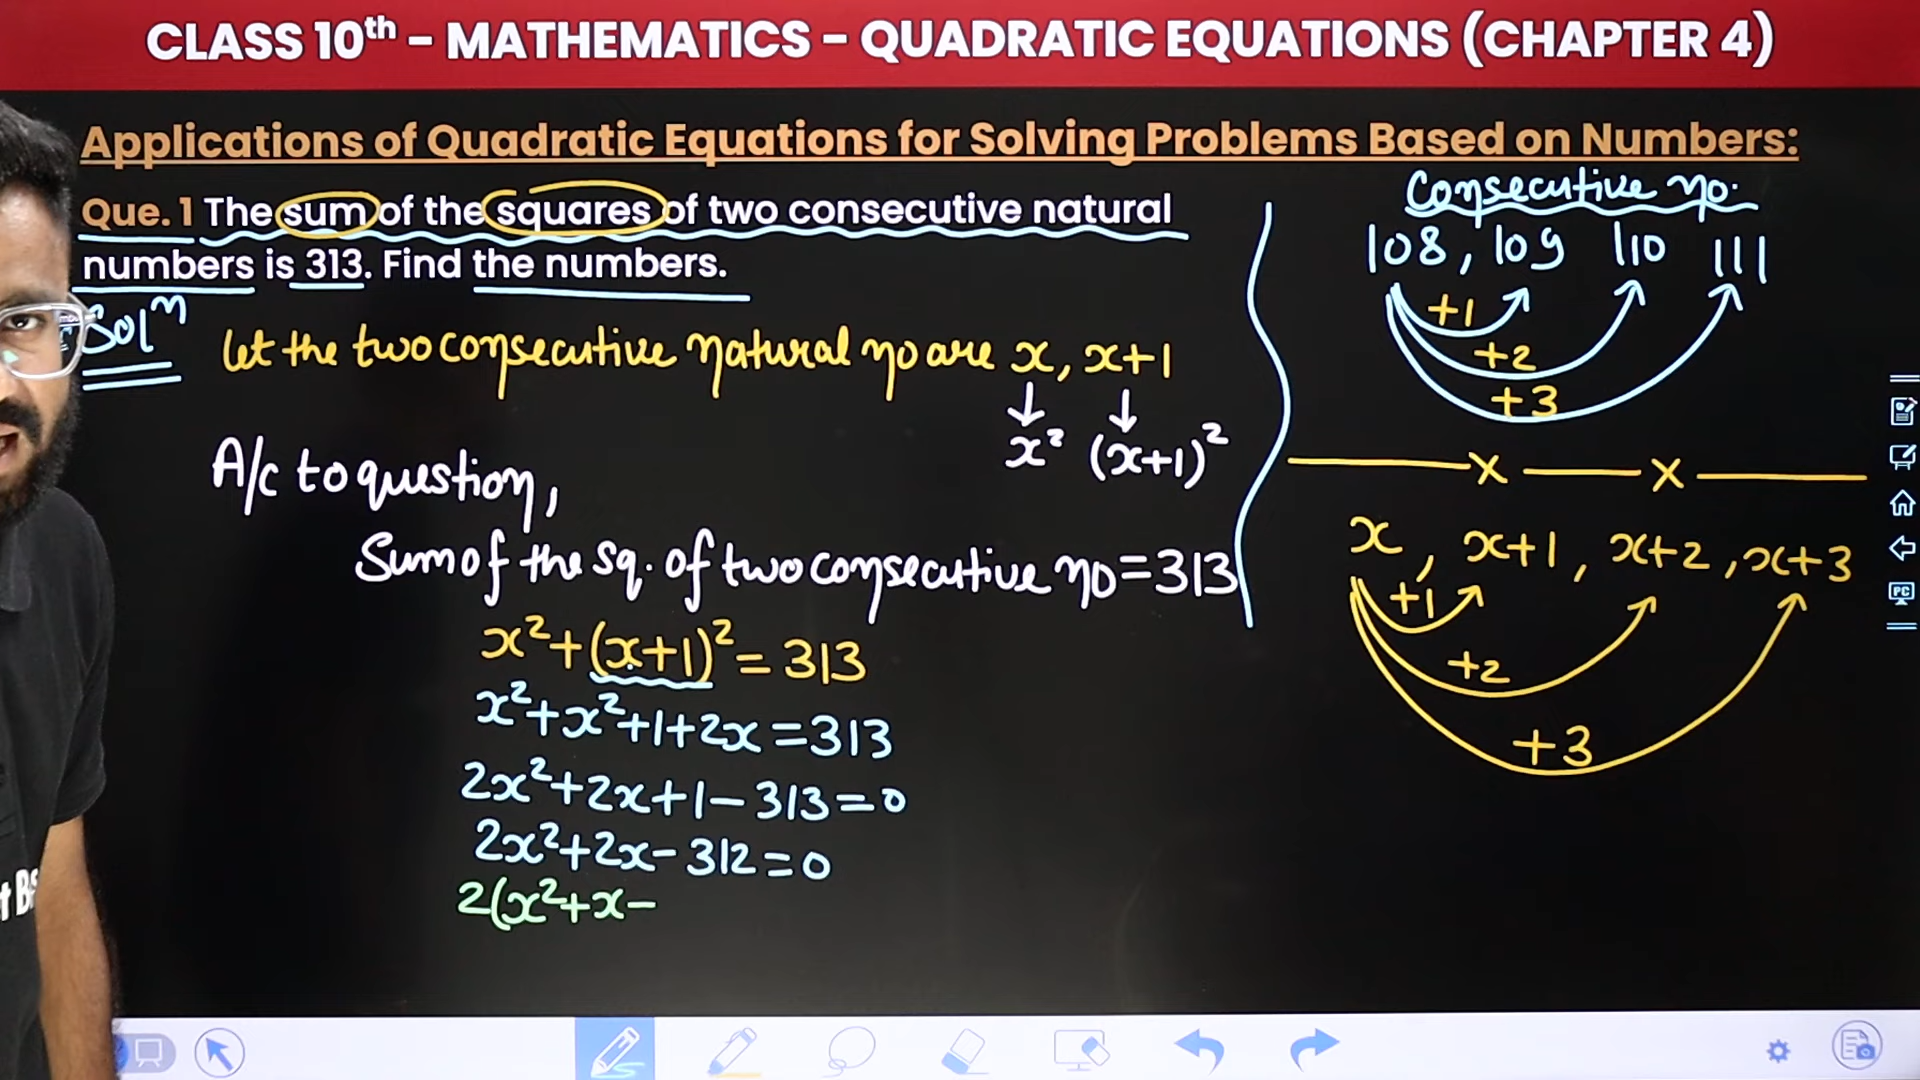 CLASS 10th - MATHEMATICS - QUADRATIC EQUATIONS (CHAPTER 4)
Applications of Quadratic Equations for Solving Problems Based on Numbers:
Que. 1 The sum of the squares of two consecutive natural
numbers is 313. Find the numbers.
Solⁿ
Let the two consecutive natural no are x, x+1
x² (x+1)²
A/c to question,
Sum of the sq. of two consecutive no = 313
x² + (x+1)² = 313
x² + x² + 1 + 2x = 313
2x² + 2x + 1 - 313 = 0
2x² + 2x - 312 = 0
2(x² + x -
Consecutive no.
108, 109 110 111
+1
+2
+3
x x
x, x+1, x+2, x+3
+1
+2
+3
PC